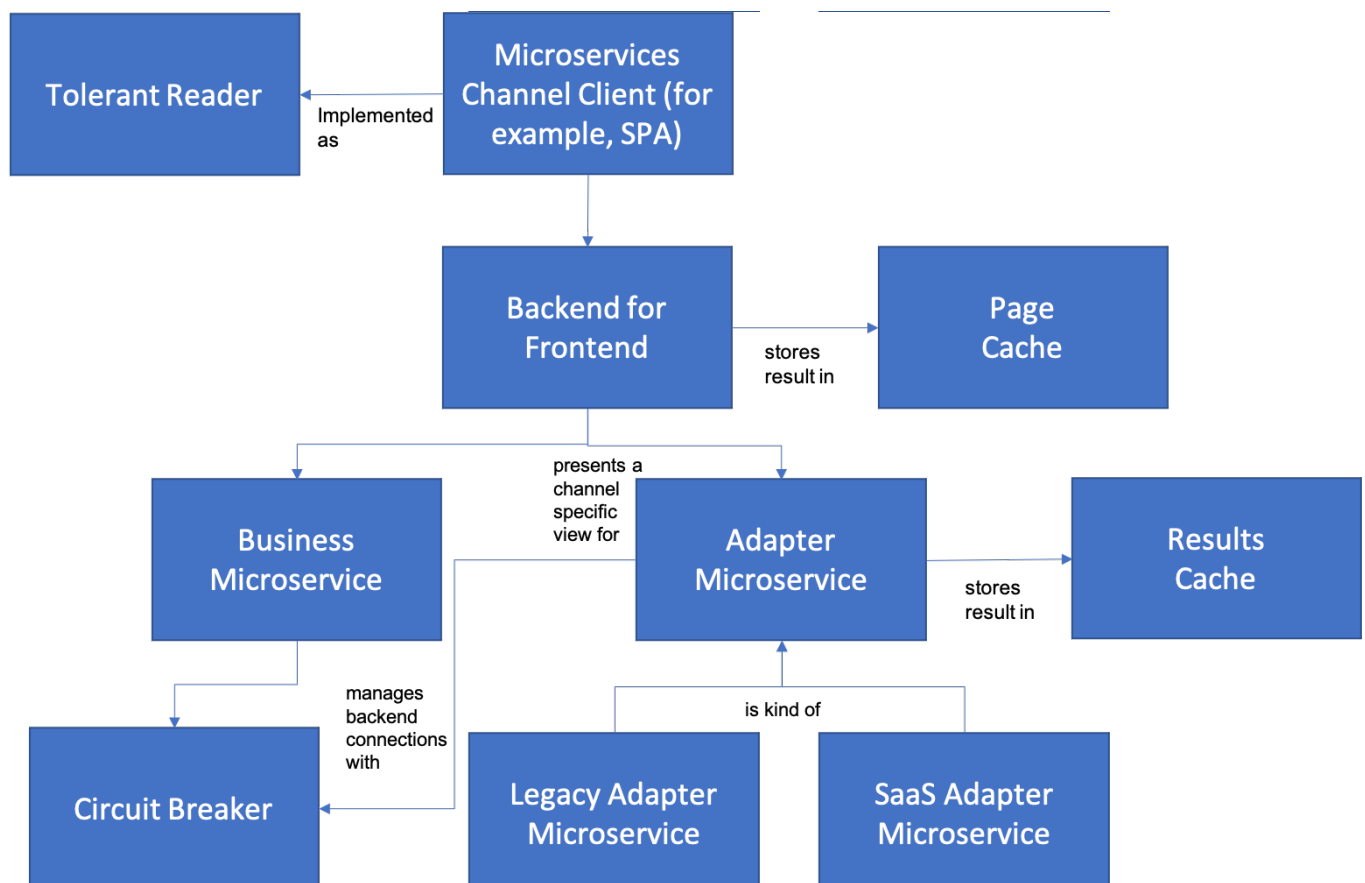 Tolerant Reader
Microservices
Channel Client (for
example, SPA)
Implemented
as
Backend for
Frontend
stores
result in
Page
Cache
presents a
channel
specific
view for
Business
Microservice
Adapter
Microservice
stores
result in
Results
Cache
manages
backend
connections
with
is kind of
Circuit Breaker
Legacy Adapter
Microservice
SaaS Adapter
Microservice